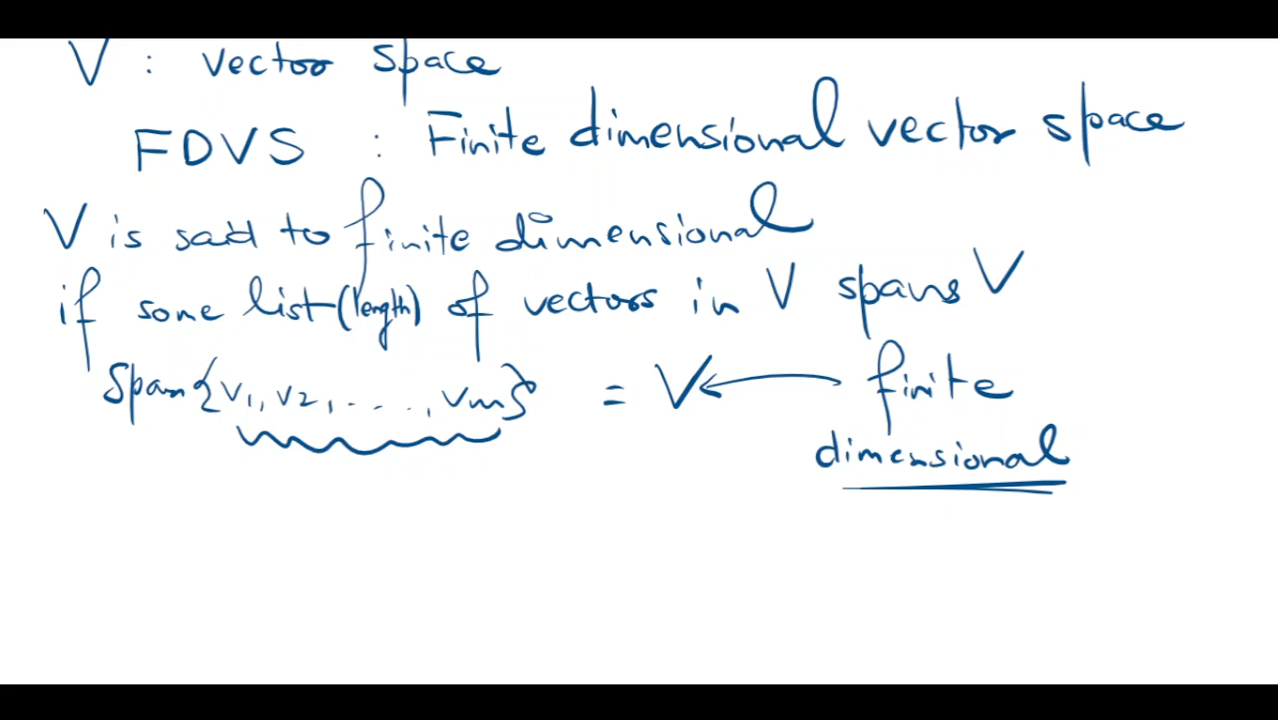 V : vector space
FDVS : Finite dimensional vector space
V is said to finite dimensional
if some list (length) of vectors in V spans V
Span{v1, v2, ...., vm} = V ← finite
dimensional